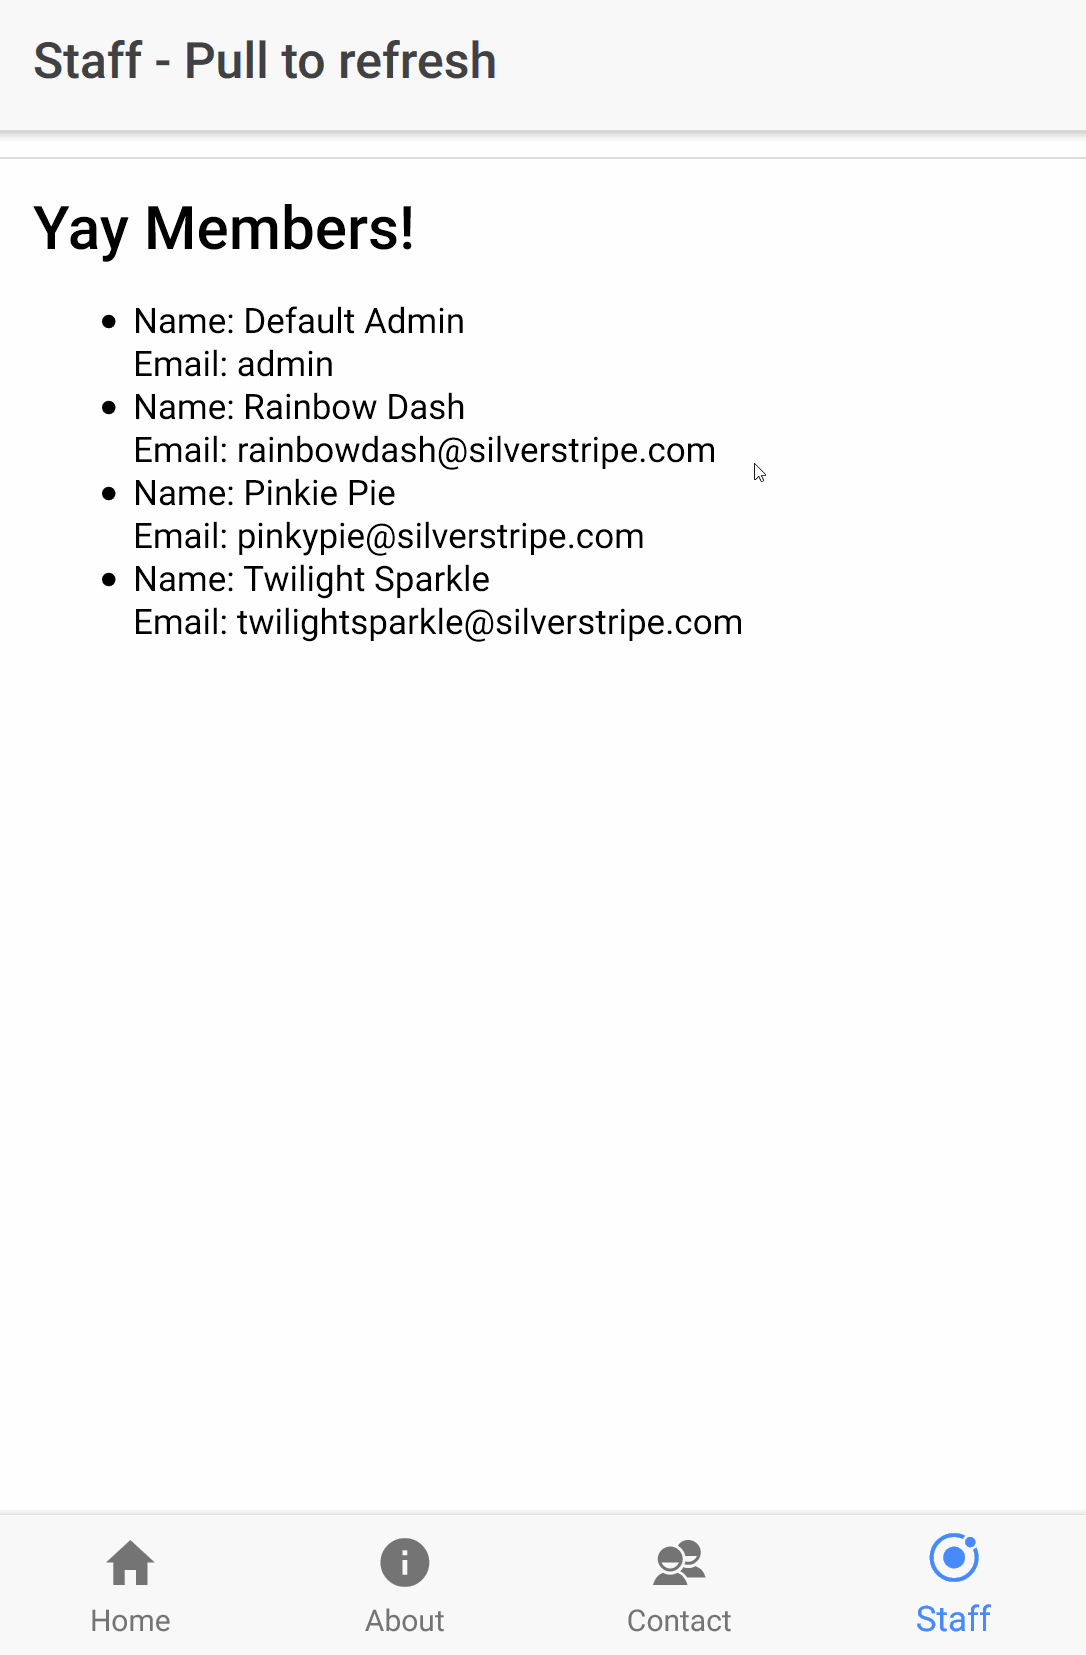 Staff - Pull to refresh
Yay Members!
Name: Default Admin
Email: admin
Name: Rainbow Dash
Email: rainbowdash@silverstripe.com
Name: Pinkie Pie
Email: pinkypie@silverstripe.com
Name: Twilight Sparkle
Email: twilightsparkle@silverstripe.com
Home About Contact Staff